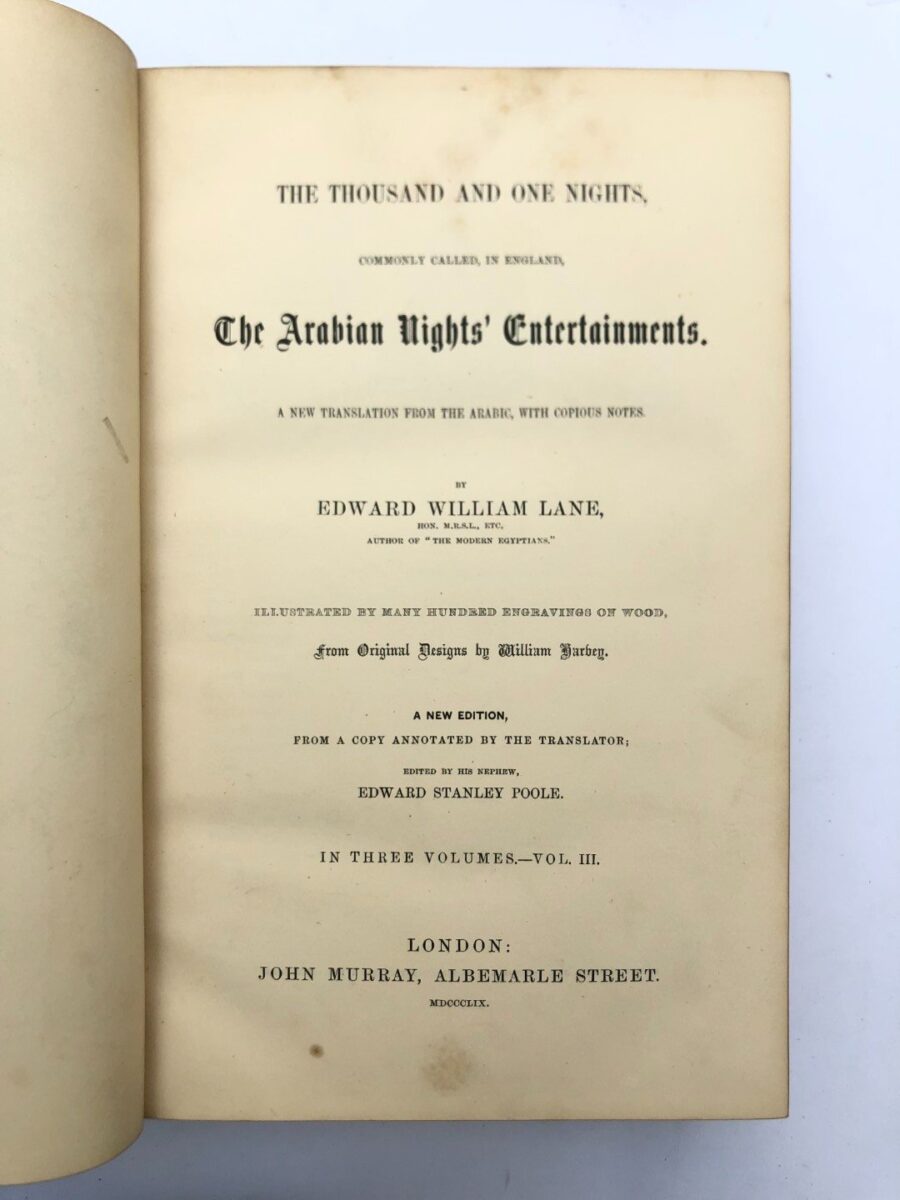 THE THOUSAND AND ONE NIGHTS,
COMMONLY CALLED, IN ENGLAND,
The Arabian Nights' Entertainments.
A NEW TRANSLATION FROM THE ARABIC, WITH COPIOUS NOTES.
BY
EDWARD WILLIAM LANE,
HON. M.R.S.L., ETC.
AUTHOR OF "THE MODERN EGYPTIANS."
ILLUSTRATED BY MANY HUNDRED ENGRAVINGS ON WOOD,
From Original Designs by William Harvey.
A NEW EDITION,
FROM A COPY ANNOTATED BY THE TRANSLATOR;
EDITED BY HIS NEPHEW,
EDWARD STANLEY POOLE.
IN THREE VOLUMES.—VOL. III.
LONDON:
JOHN MURRAY, ALBEMARLE STREET.
MDCCCLIX.